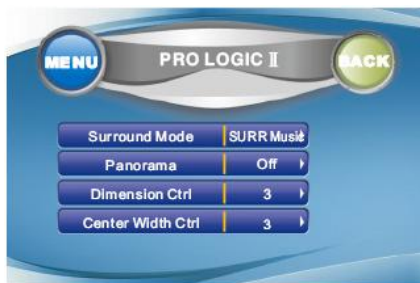 MENU
PRO LOGIC II
BACK
Surround Mode SURR Music
Panorama Off
Dimension Ctrl 3
Center Width Ctrl 3